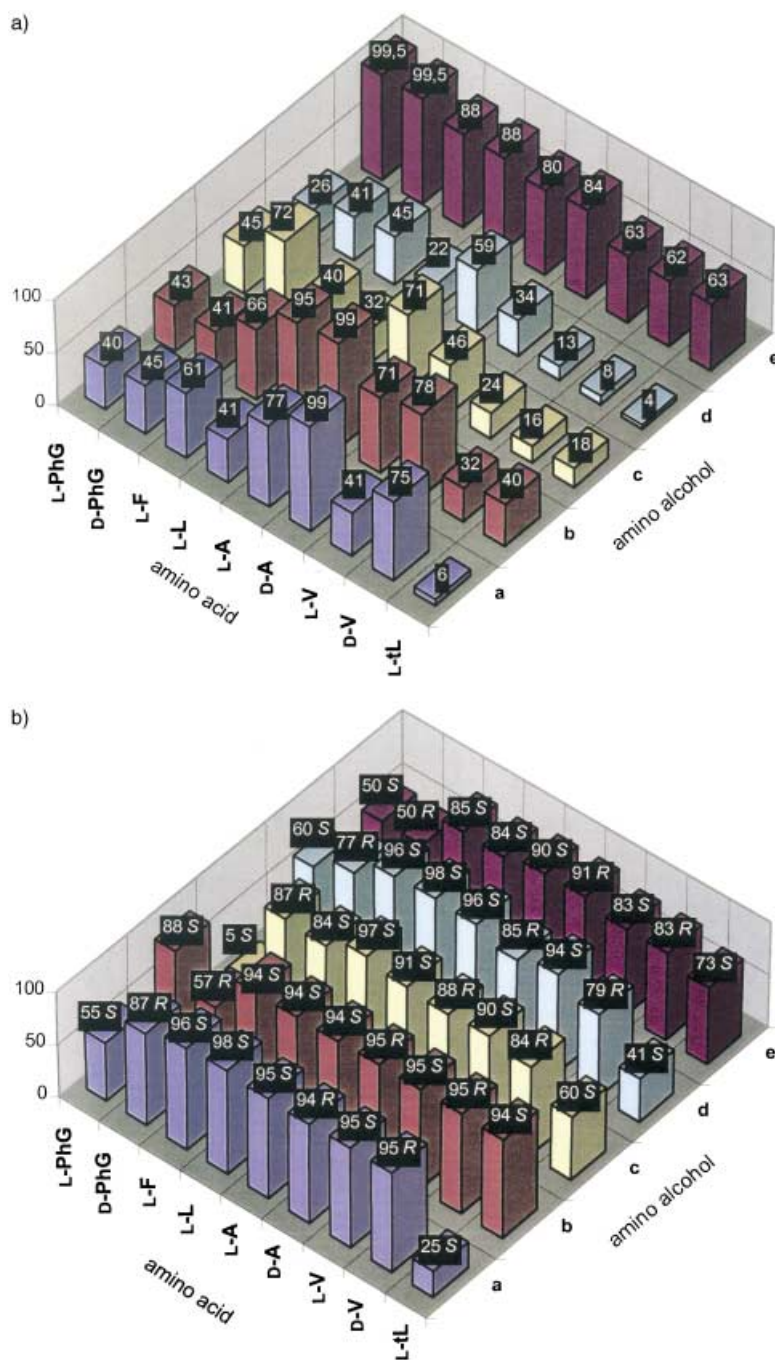 a)
99,5 99,5 88 88 80 84 63 62 63
26 41 45 22 59 34 13 8 4
45 72 40 32 71 46 24 16 18
43 41 66 95 99 71 78 32 40
40 45 61 41 77 99 41 75 6
100
50
0
L-PhG
D-PhG
L-F
L-L
L-A
D-A
L-V
D-V
L-tL
amino acid
a
b
c
d
e
amino alcohol
b)
50 S 50 R 85 S 84 S 90 S 91 R 83 S 83 R 73 S
60 S 77 R 96 S 98 S 96 S 85 R 94 S 79 R 41 S
5 S 87 R 84 S 97 S 91 S 88 R 90 S 84 R 60 S
88 S 57 R 94 S 94 S 94 S 95 R 95 S 95 R 94 S
55 S 87 R 96 S 98 S 95 S 94 R 95 S 95 R 25 S
100
50
0
L-PhG
D-PhG
L-F
L-L
L-A
D-A
L-V
D-V
L-tL
amino acid
a
b
c
d
e
amino alcohol